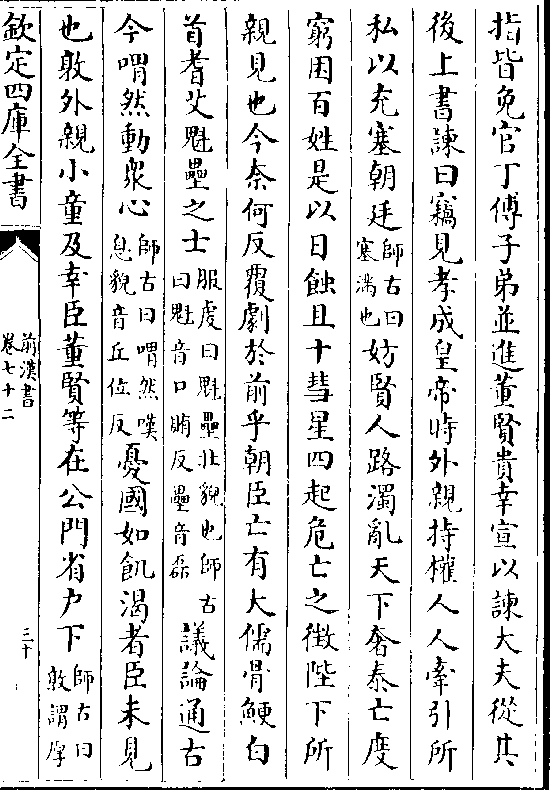 指皆免官丁傅子弟並進董賢貴幸宣以諫大夫從其
後上書諫曰竊見孝成皇帝時外親持權人人牽引所
私以充塞朝廷師古曰塞滿也妨賢人路濁亂天下奢泰亡度
窮困百姓是以日蝕且十彗星四起危亡之徵陛下所
親見也今奈何反覆劇於前乎朝臣亡有大儒骨鯁白
首耆艾魁壘之士服虔曰魁壘壯貌也師古曰魁音口賄反壘音磊議論通古
今喟然動衆心師古曰喟然嘆息貌音丘位反憂國如飢渴者臣未見
也敦外親小童及幸臣董賢等在公門省户下師古曰敦謂厚
欽定四庫全書
前漢書
卷七十二
三十